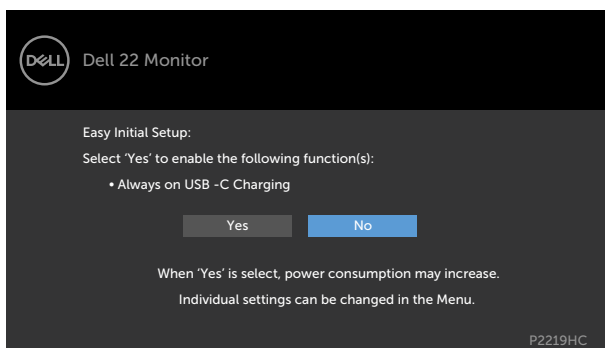 DELL
Dell 22 Monitor
Easy Initial Setup:
Select ‘Yes’ to enable the following function(s):
• Always on USB -C Charging
Yes No
When ‘Yes’ is select, power consumption may increase.
Individual settings can be changed in the Menu.
P2219HC